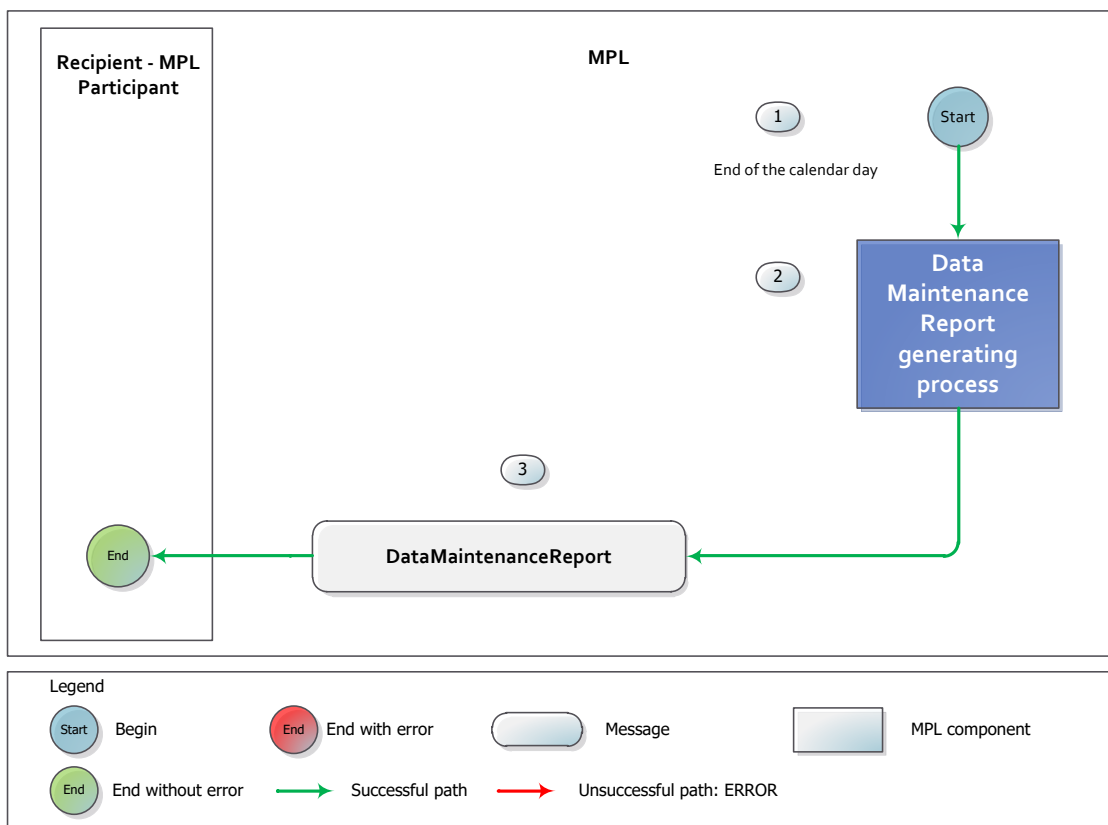 Recipient - MPL
Participant
MPL
1
Start
End of the calendar day
2
Data
Maintenance
Report
generating
process
3
End
DataMaintenanceReport
Legend
Start
Begin
End
End with error
Message
MPL component
End
End without error
Successful path
Unsuccessful path: ERROR